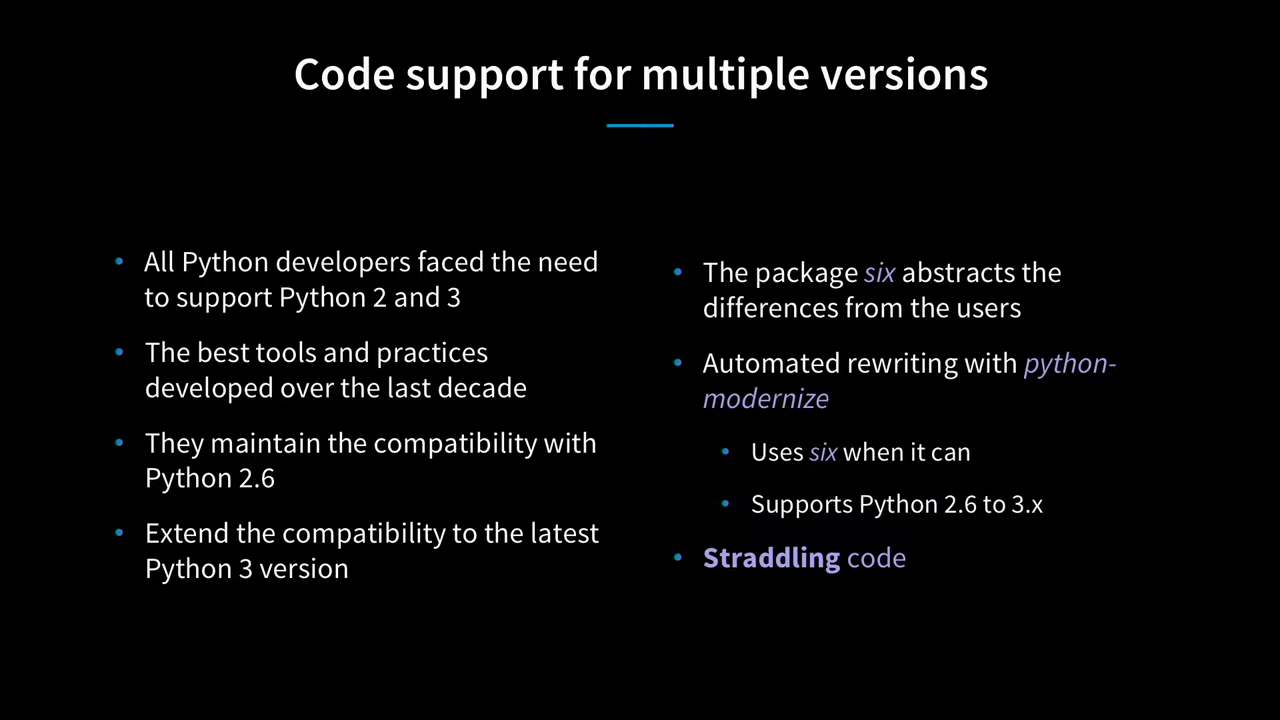 Code support for multiple versions
• All Python developers faced the need
to support Python 2 and 3
• The best tools and practices
developed over the last decade
• They maintain the compatibility with
Python 2.6
• Extend the compatibility to the latest
Python 3 version
• The package six abstracts the
differences from the users
• Automated rewriting with python-
modernize
• Uses six when it can
• Supports Python 2.6 to 3.x
• Straddling code